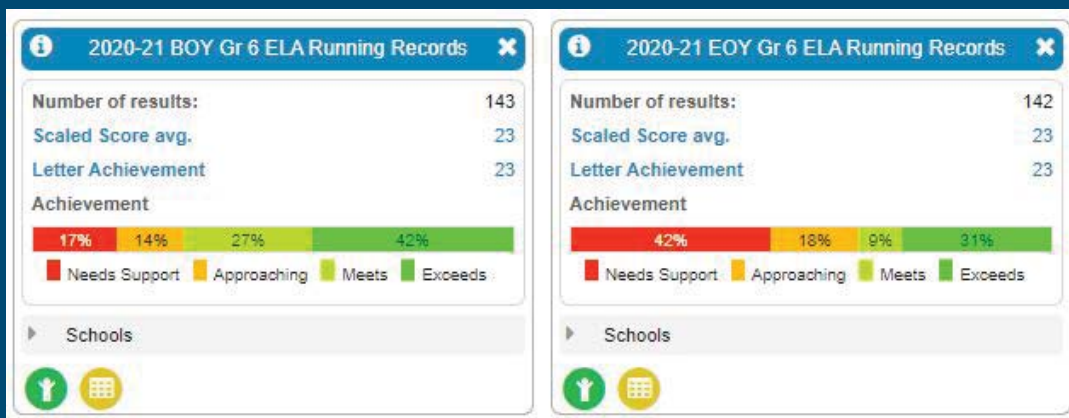 2020-21 BOY Gr 6 ELA Running Records
Number of results: 143
Scaled Score avg. 23
Letter Achievement 23
Achievement
17% 14% 27% 42%
Needs Support Approaching Meets Exceeds
Schools
2020-21 EOY Gr 6 ELA Running Records
Number of results: 142
Scaled Score avg. 23
Letter Achievement 23
Achievement
42% 18% 9% 31%
Needs Support Approaching Meets Exceeds
Schools